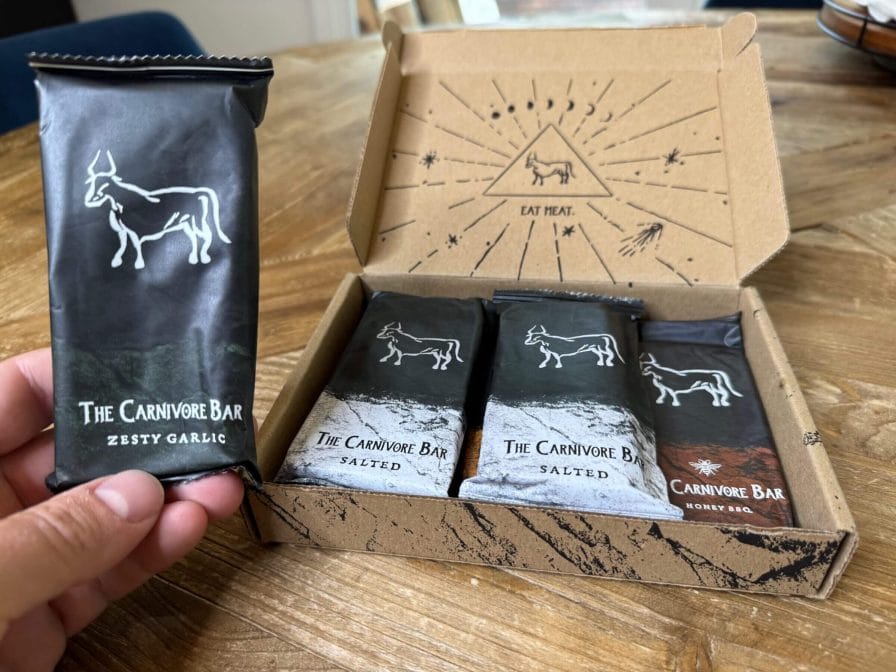 THE CARNIVORE BAR
ZESTY GARLIC
EAT MEAT.
THE CARNIVORE BAR
SALTED
THE CARNIVORE BAR
SALTED
CARNIVORE BAR
HONEY BBQ